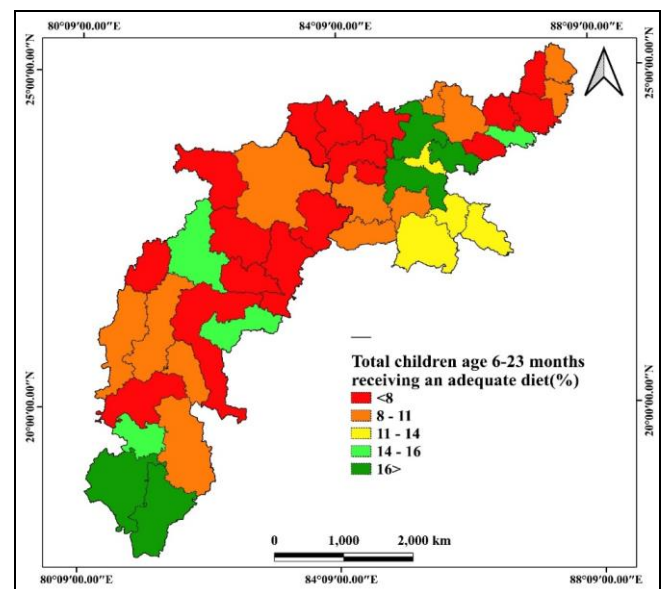 80°09'00.00"E 84°09'00.00"E 88°09'00.00"E
25°00'00.00"N
25°00'00.00"N
Total children age 6-23 months
receiving an adequate diet(%)
<8
8 - 11
11 - 14
14 - 16
16>
20°00'00.00"N
20°00'00.00"N
0 1,000 2,000 km
80°09'00.00"E 84°09'00.00"E 88°09'00.00"E